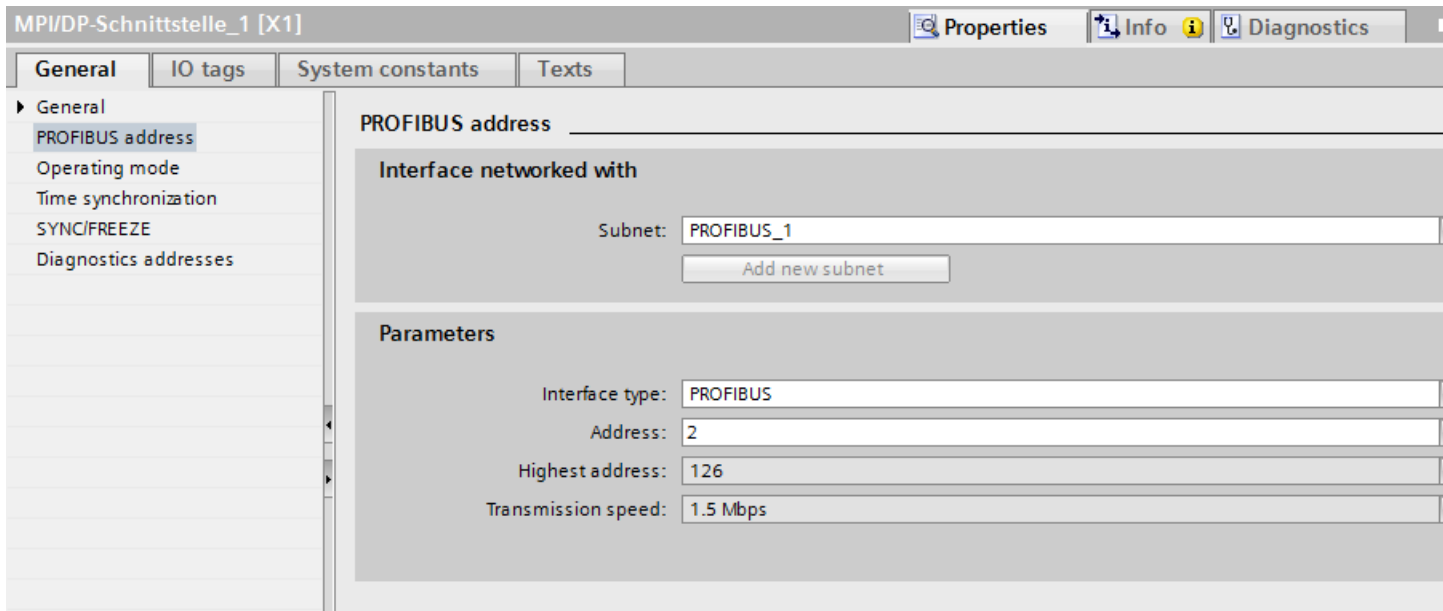 MPI/DP-Schnittstelle_1 [X1]
Properties
Info
Diagnostics
General
IO tags
System constants
Texts
General
PROFIBUS address
Operating mode
Time synchronization
SYNC/FREEZE
Diagnostics addresses
PROFIBUS address
Interface networked with
Subnet: PROFIBUS_1
Add new subnet
Parameters
Interface type: PROFIBUS
Address: 2
Highest address: 126
Transmission speed: 1.5 Mbps